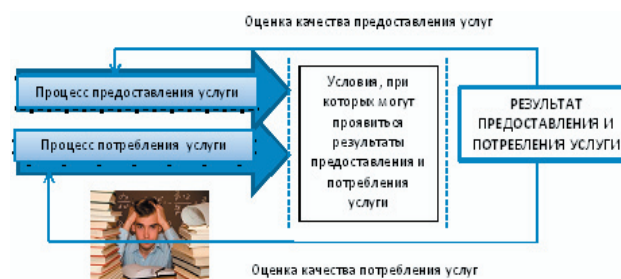 Оценка качества предоставления услуг
Процесс предоставления услуги
Процесс потребления услуги
Условия, при
которых могут
проявиться
результаты
предоставления и
потребления
услуги
РЕЗУЛЬТАТ
ПРЕДОСТАВЛЕНИЯ И
ПОТРЕБЛЕНИЯ УСЛУГИ
Оценка качества потребления услуг